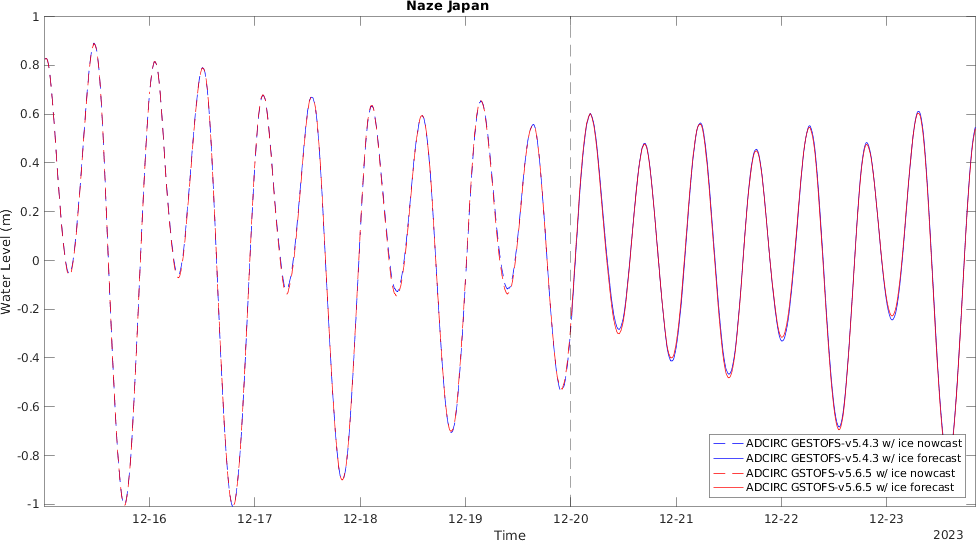 Naze Japan
Water Level (m)
1
0.8
0.6
0.4
0.2
0
-0.2
-0.4
-0.6
-0.8
-1
12-16 12-17 12-18 12-19 12-20 12-21 12-22 12-23
Time
2023
ADCIRC GESTOFS-v5.4.3 w/ ice nowcast
ADCIRC GESTOFS-v5.4.3 w/ ice forecast
ADCIRC GSTOFS-v5.6.5 w/ ice nowcast
ADCIRC GSTOFS-v5.6.5 w/ ice forecast